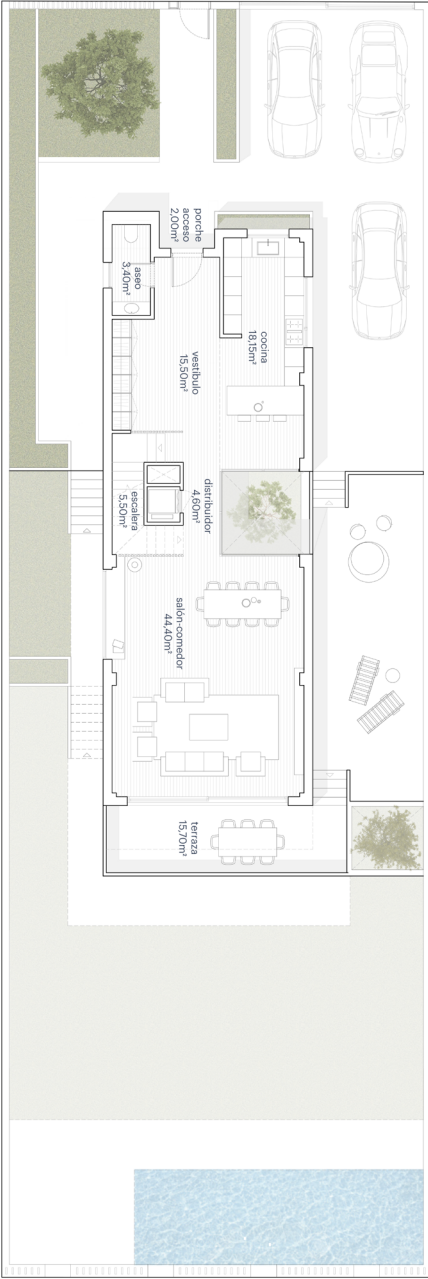 porche
acceso
2,00m²
aseo
3,40m²
cocina
18,15m²
vestíbulo
15,50m²
distribuidor
4,60m²
escalera
5,50m²
salón-comedor
44,40m²
terraza
15,70m²